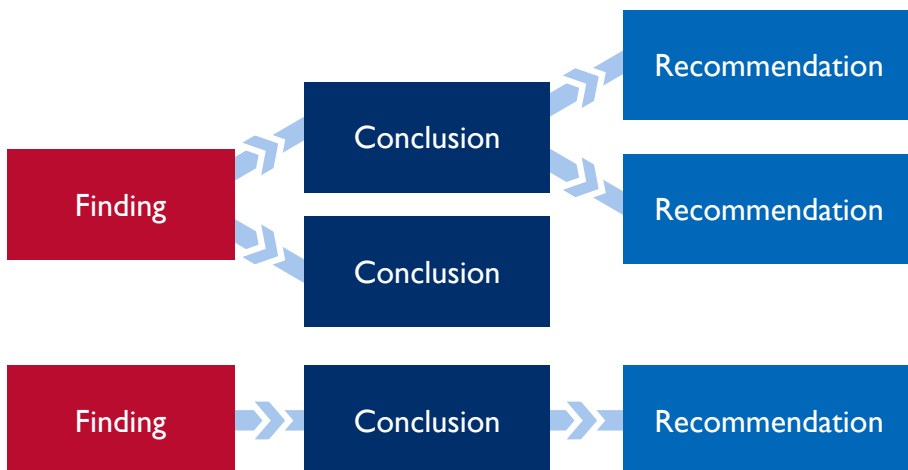 Finding
Conclusion
Conclusion
Recommendation
Recommendation
Finding
Conclusion
Recommendation